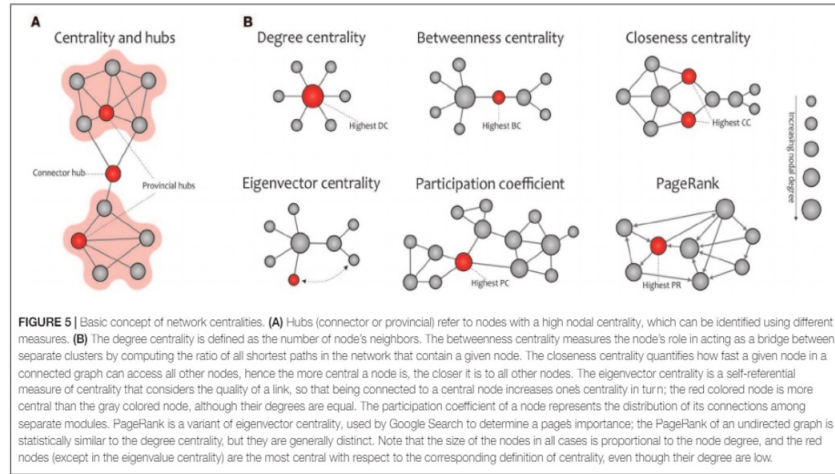 A
Centrality and hubs
Connector hub
Provincial hubs
B
Degree centrality
Highest DC
Betweenness centrality
Highest BC
Closeness centrality
Highest CC
Increasing nodal degree
Eigenvector centrality
Participation coefficient
Highest PC
PageRank
Highest PR
FIGURE 5 | Basic concept of network centralities. (A) Hubs (connector or provincial) refer to nodes with a high nodal centrality, which can be identified using different
measures. (B) The degree centrality is defined as the number of node's neighbors. The betweenness centrality measures the node's role in acting as a bridge between
separate clusters by computing the ratio of all shortest paths in the network that contain a given node. The closeness centrality quantifies how fast a given node in a
connected graph can access all other nodes, hence the more central a node is, the closer it is to all other nodes. The eigenvector centrality is a self-referential
measure of centrality that considers the quality of a link, so that being connected to a central node increases one's centrality in turn; the red colored node is more
central than the gray colored node, although their degrees are equal. The participation coefficient of a node represents the distribution of its connections among
separate modules. PageRank is a variant of eigenvector centrality, used by Google Search to determine a page's importance; the PageRank of an undirected graph is
statistically similar to the degree centrality, but they are generally distinct. Note that the size of the nodes in all cases is proportional to the node degree, and the red
nodes (except in the eigenvalue centrality) are the most central with respect to the corresponding definition of centrality, even though their degree are low.